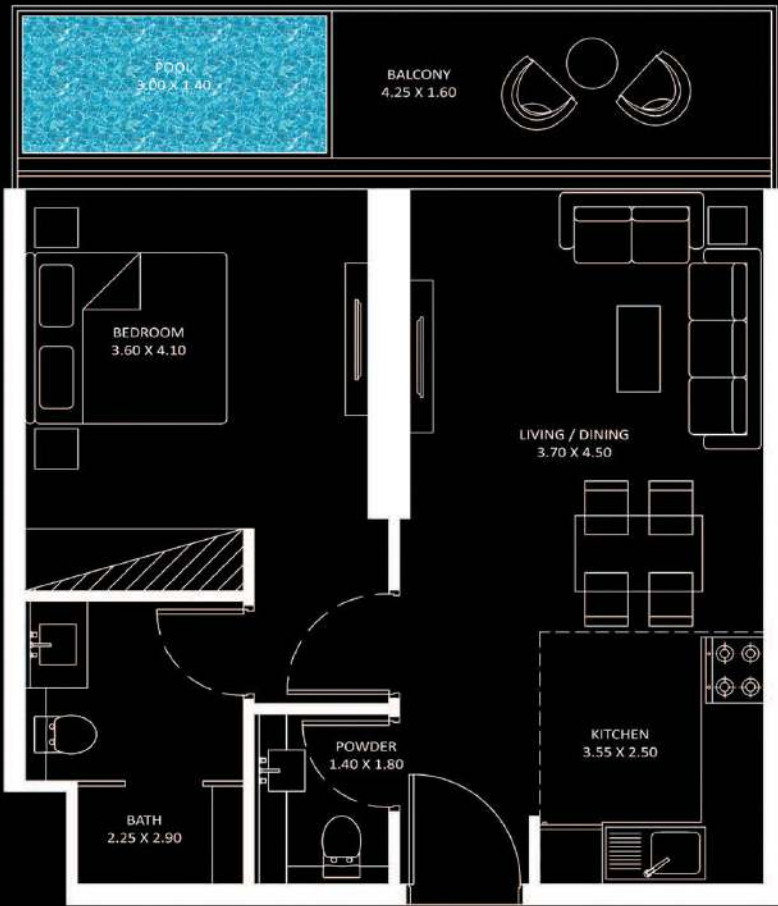 POOL
3.00 X 1.40
BALCONY
4.25 X 1.60
BEDROOM
3.60 X 4.10
LIVING / DINING
3.70 X 4.50
KITCHEN
3.55 X 2.50
POWDER
1.40 X 1.80
BATH
2.25 X 2.90